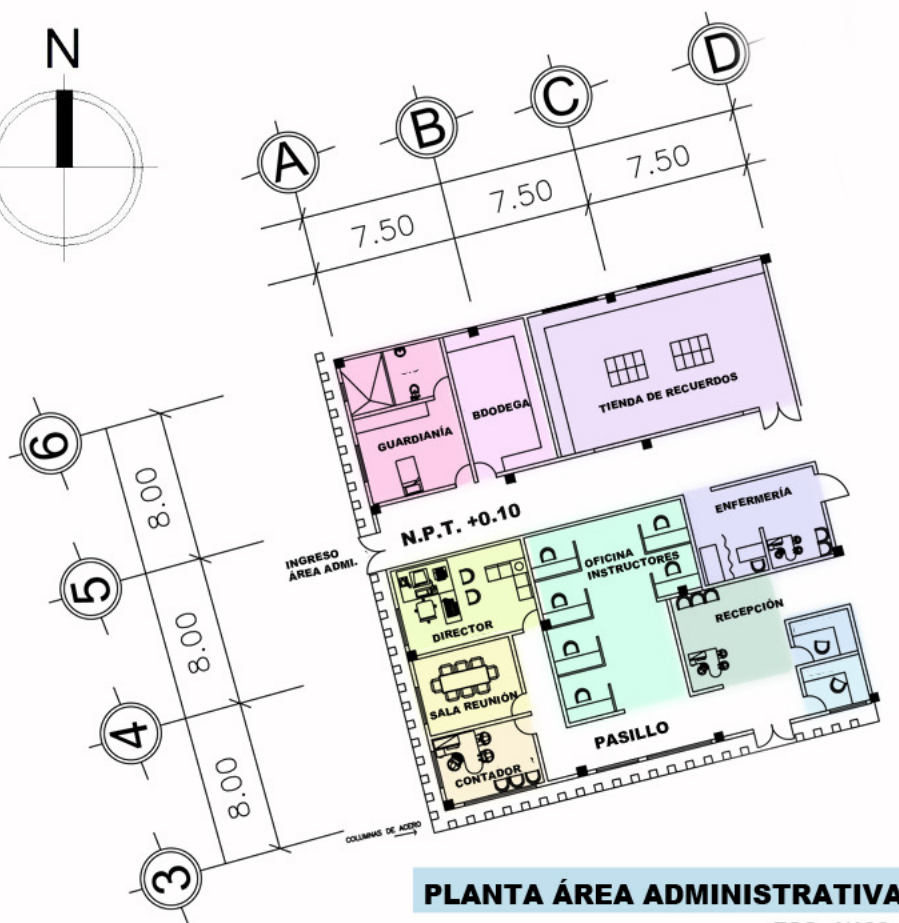 N
A
B
C
D
7.50
7.50
7.50
6
5
4
3
8.00
8.00
8.00
GUARDIANÍA
BDODEGA
TIENDA DE RECUERDOS
N.P.T. +0.10
INGRESO
ÁREA ADMI.
ENFERMERÍA
OFICINA
INSTRUCTORES
DIRECTOR
RECEPCIÓN
SALA REUNIÓN
CONTADOR
PASILLO
COLUMNAS DE ACERO
PLANTA ÁREA ADMINISTRATIVA